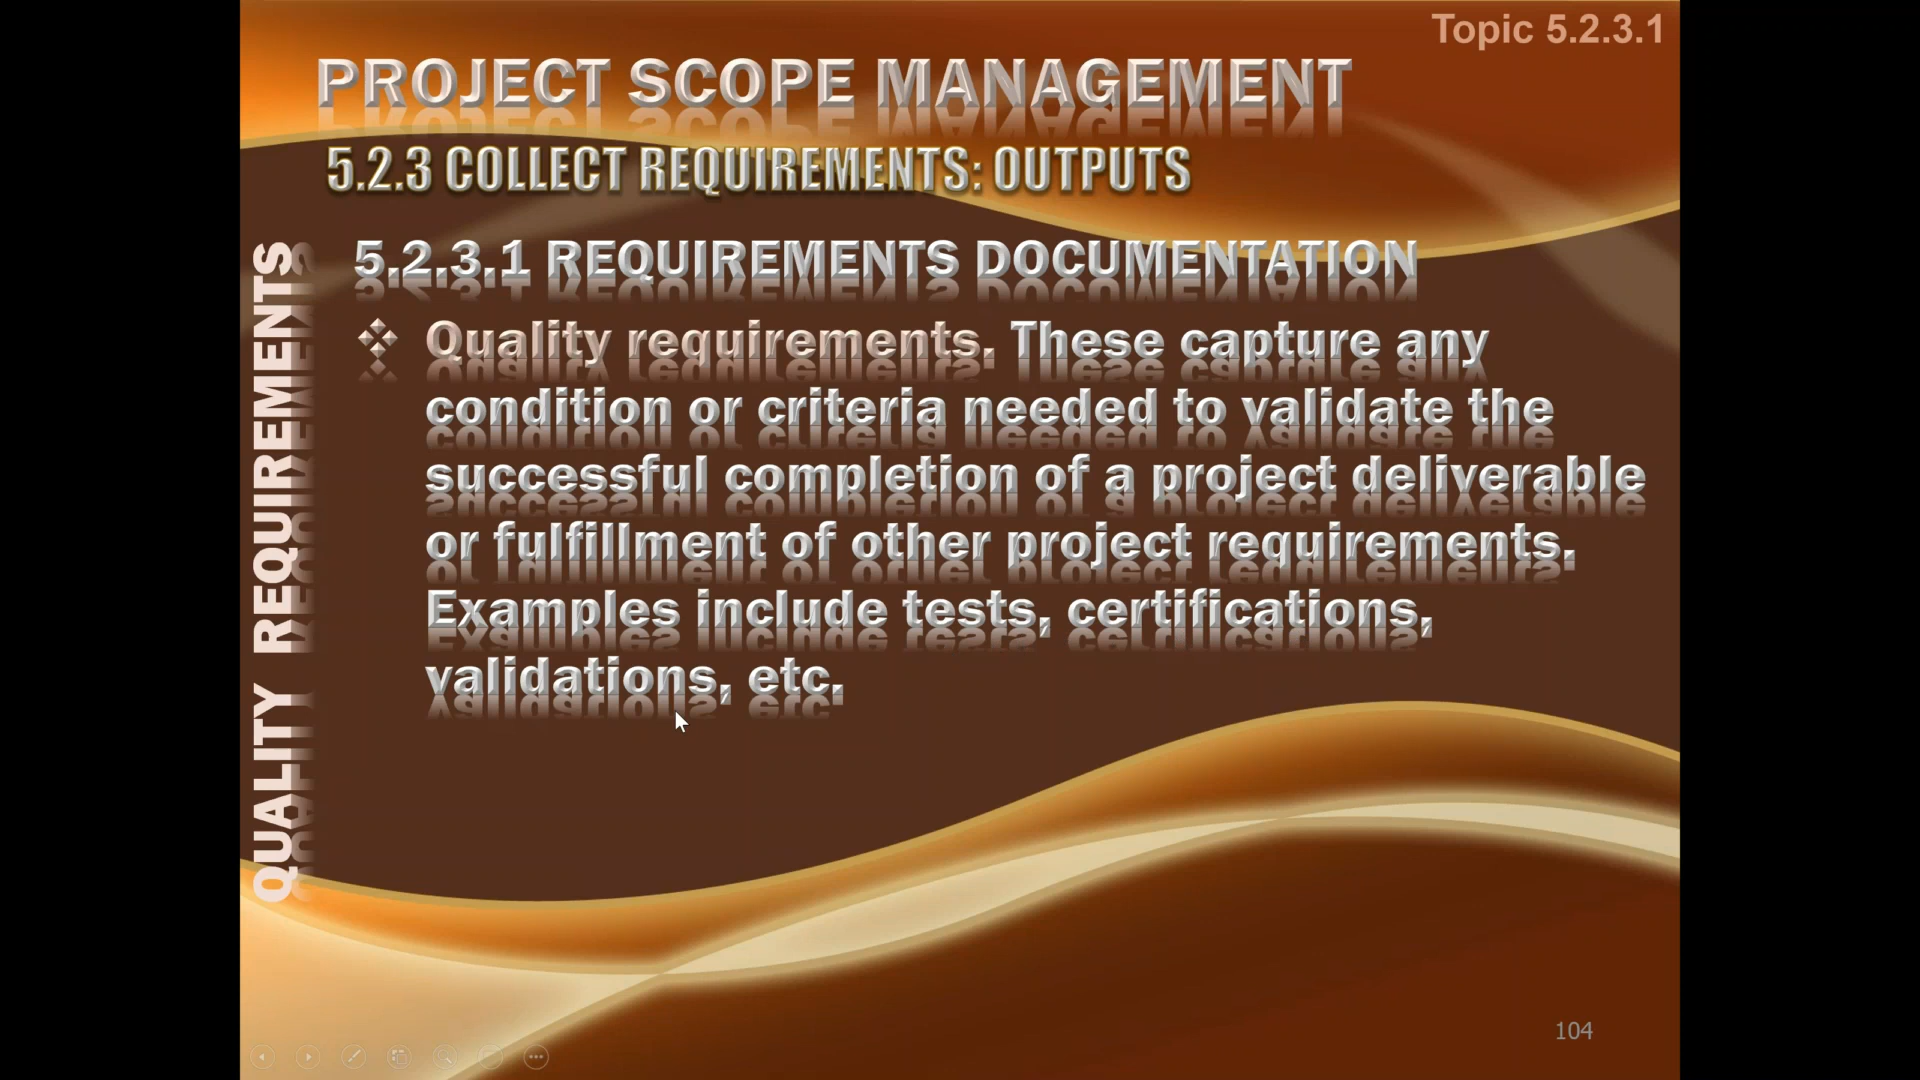 Topic 5.2.3.1
PROJECT SCOPE MANAGEMENT
5.2.3 COLLECT REQUIREMENTS: OUTPUTS
QUALITY REQUIREMENTS
5.2.3.1 REQUIREMENTS DOCUMENTATION
❖ Quality requirements. These capture any
condition or criteria needed to validate the
successful completion of a project deliverable
or fulfillment of other project requirements.
Examples include tests, certifications,
validations, etc.
104